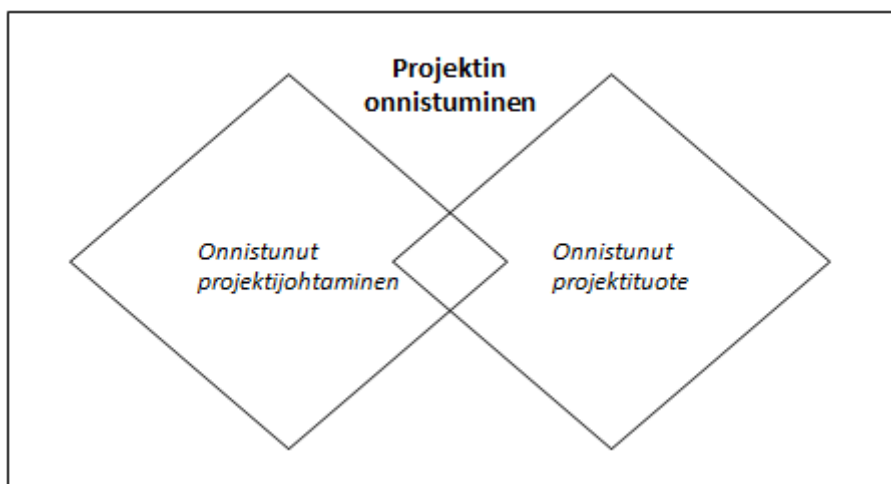 Projektin
onnistuminen
Onnistunut
projektijohtaminen
Onnistunut
projektituote